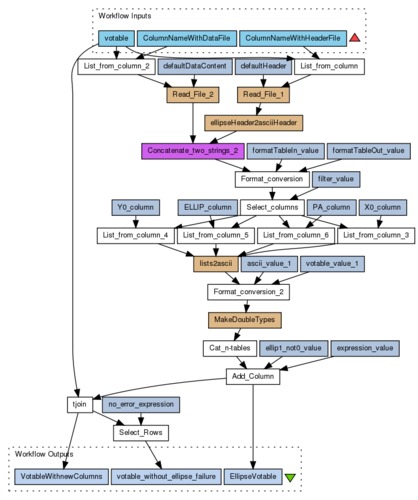 Workflow Inputs
votable ColumnNameWithDataFile ColumnNameWithHeaderFile
List_from_column_2 defaultDataContent defaultHeader List_from_column
Read_File_2 Read_File_1
ellipseHeader2asciiHeader
Concatenate_two_strings_2 formatTableIn_value formatTableOut_value
Format_conversion filter_value
Y0_column ELLIP_column Select_columns PA_column X0_column
List_from_column_4 List_from_column_5 List_from_column_6 List_from_column_3
lists2ascii ascii_value_1 votable_value_1
Format_conversion_2
MakeDoubleTypes
Cat_n-tables ellip1_not0_value expression_value
Add_Column
tjoin no_error_expression
Select_Rows
Workflow Outputs
VotableWithnewColumns votable_without_ellipse_failure EllipseVotable